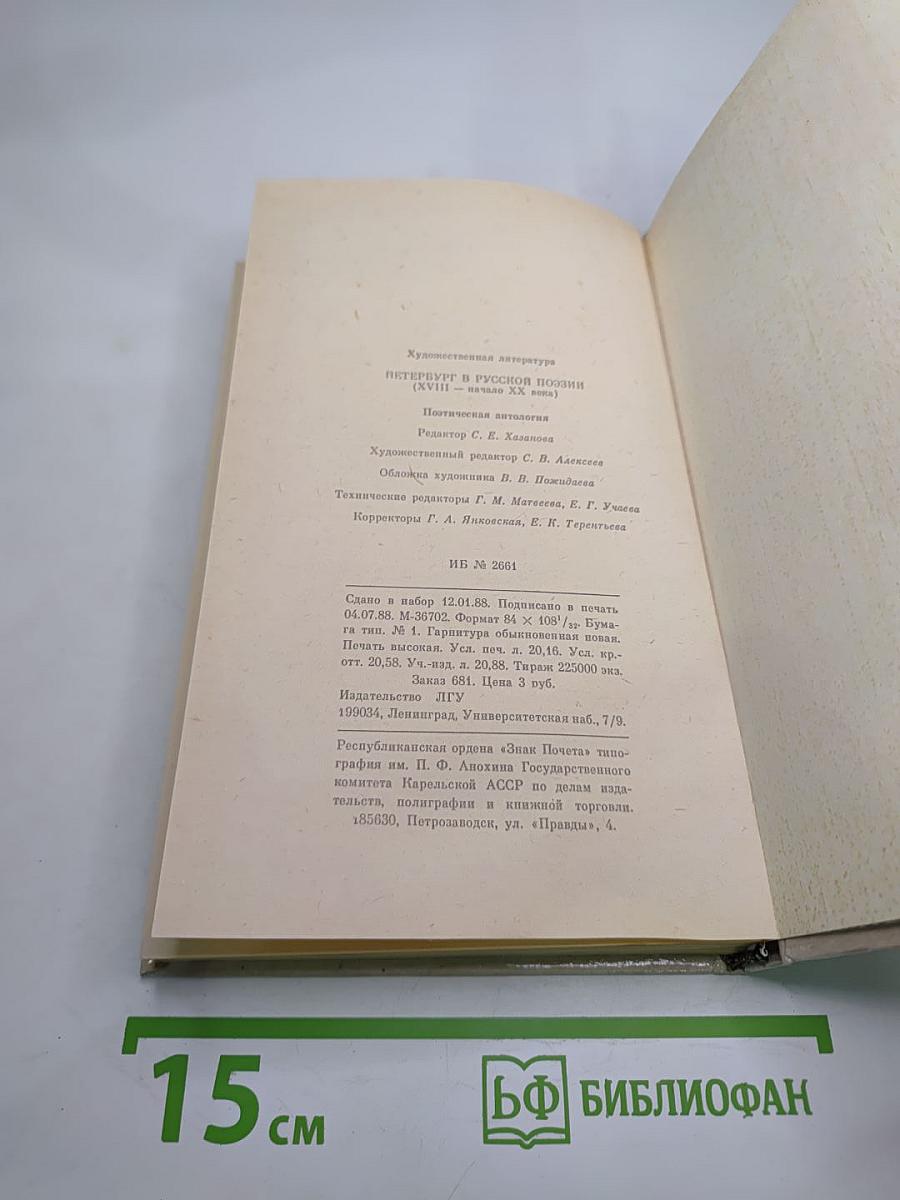 Художественная литература
ПЕТЕРБУРГ В РУССКОЙ ПОЭЗИИ
(XVIII — начало XX века)
Поэтическая антология
Редактор С. Е. Хазанова
Художественный редактор С. В. Алексеев
Обложка художника В. В. Пожидаева
Технические редакторы Г. М. Матвеева, Е. Г. Учаева
Корректоры Г. А. Янковская, Е. К. Терентьева
ИБ № 2661
Сдано в набор 12.01.88. Подписано в печать
04.07.88. М-36702. Формат 84 × 108¹/₃₂. Бума-
га тип. № 1. Гарнитура обыкновенная новая.
Печать высокая. Усл. печ. л. 20,16. Усл. кр.-
отт. 20,58. Уч.-изд. л. 20,88. Тираж 225000 экз.
Заказ 681. Цена 3 руб.
Издательство ЛГУ
199034, Ленинград, Университетская наб., 7/9.
Республиканская ордена «Знак Почета» типо-
графия им. П. Ф. Анохина Государственного
комитета Карельской АССР по делам изда-
тельств, полиграфии и книжной торговли.
185630, Петрозаводск, ул. «Правды», 4.
15 см
БФ БИБЛИОФАН